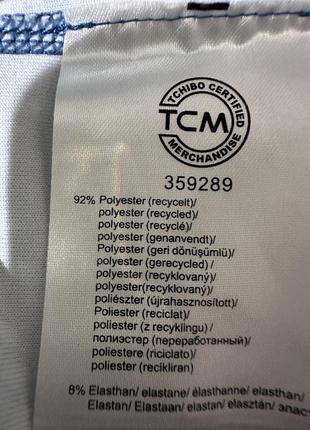 TCHIBO CERTIFIED
TCM
MERCHANDISE
359289
92% Polyester (recycelt)/
polyester (recycled)/
polyester (recyclé)/
polyester (genanvendt)/
Polyester (geri dönüşümlü)/
polyester (gerecycled)/
polyester (recyklovaný)/
polyester(recyklovaný)/
poliészter (újrahasznosított)/
Poliester (reciclat)/
poliester (z recyklingu)/
полиэстер (переработанный)/
poliestere (riciclato)/
poliester (recikliran)
8% Elasthan/ elastane/ élasthanne/ elasthan/
Elastan/ Elastaan/ elastan/ elasztán/ элас